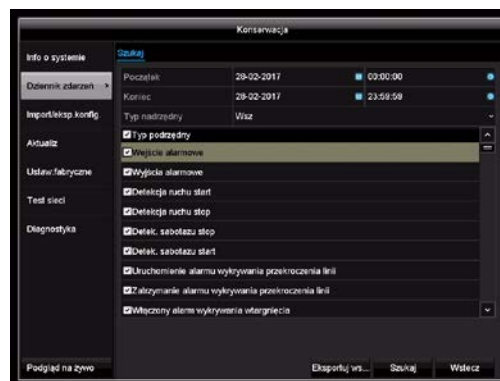 Konserwacja
Info o systemie
Dziennik zdarzeń >
Import/eksp.konfig.
Aktualiz
Ustaw.fabryczne
Test sieci
Diagnostyka
Podgląd na żywo
Szukaj
Początek 28-02-2017 00:00:00
Koniec 28-02-2017 23:59:59
Typ nadrzędny Wsz
Typ podrzędny
Wejście alarmowe
Wyjścia alarmowe
Detekcja ruchu start
Detekcja ruchu stop
Detek. sabotażu stop
Detek. sabotażu start
Uruchomienie alarmu wykrywania przekroczenia linii
Zatrzymanie alarmu wykrywania przekroczenia linii
Włączony alarm wykrywania wtargnięcia
Eksportuj ws...
Szukaj
Wstecz